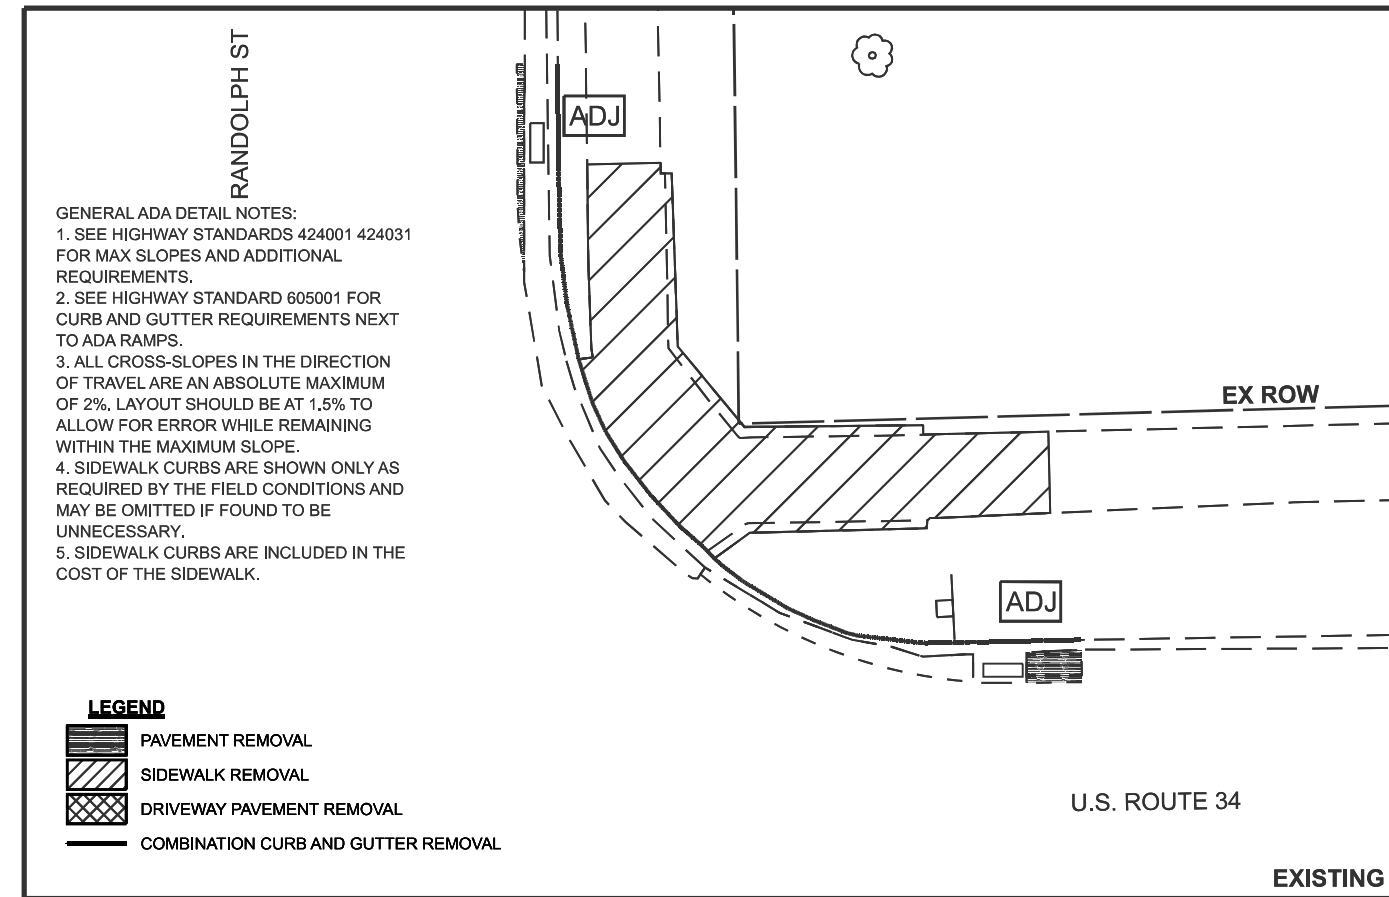 RANDOLPH ST
ADJ
GENERAL ADA DETAIL NOTES:
1. SEE HIGHWAY STANDARDS 424001 424031
FOR MAX SLOPES AND ADDITIONAL
REQUIREMENTS.
2. SEE HIGHWAY STANDARD 605001 FOR
CURB AND GUTTER REQUIREMENTS NEXT
TO ADA RAMPS.
3. ALL CROSS-SLOPES IN THE DIRECTION
OF TRAVEL ARE AN ABSOLUTE MAXIMUM
OF 2%. LAYOUT SHOULD BE AT 1.5% TO
ALLOW FOR ERROR WHILE REMAINING
WITHIN THE MAXIMUM SLOPE.
4. SIDEWALK CURBS ARE SHOWN ONLY AS
REQUIRED BY THE FIELD CONDITIONS AND
MAY BE OMITTED IF FOUND TO BE
UNNECESSARY.
5. SIDEWALK CURBS ARE INCLUDED IN THE
COST OF THE SIDEWALK.
EX ROW
ADJ
LEGEND
PAVEMENT REMOVAL
SIDEWALK REMOVAL
DRIVEWAY PAVEMENT REMOVAL
COMBINATION CURB AND GUTTER REMOVAL
U.S. ROUTE 34
EXISTING